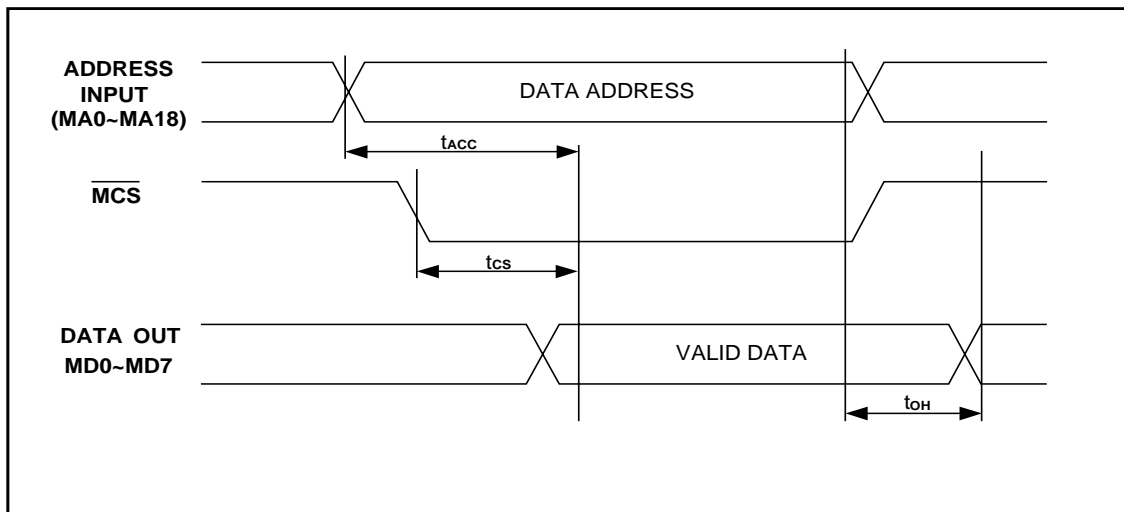 ADDRESS
INPUT
(MA0~MA18)
DATA ADDRESS
tACC
MCS
tCS
DATA OUT
MD0~MD7
VALID DATA
tOH